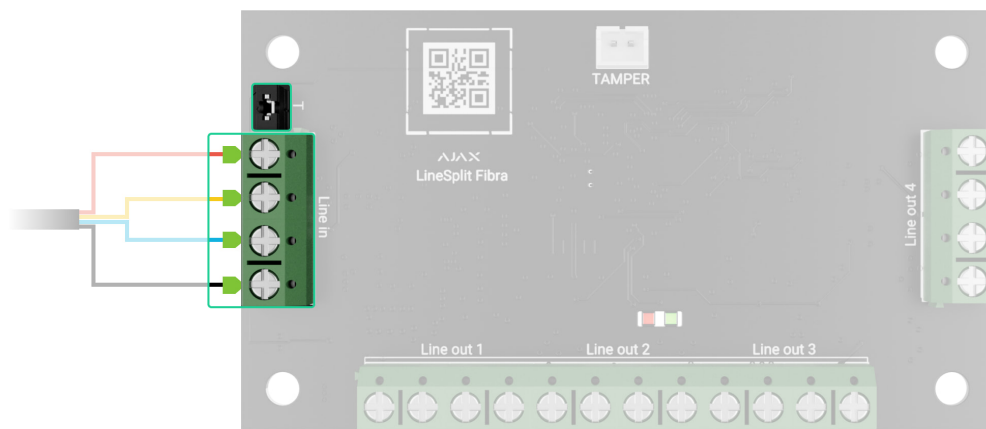 TAMPER
T
AJAX
LineSplit Fibra
Line in
Line out 4
Line out 1
Line out 2
Line out 3